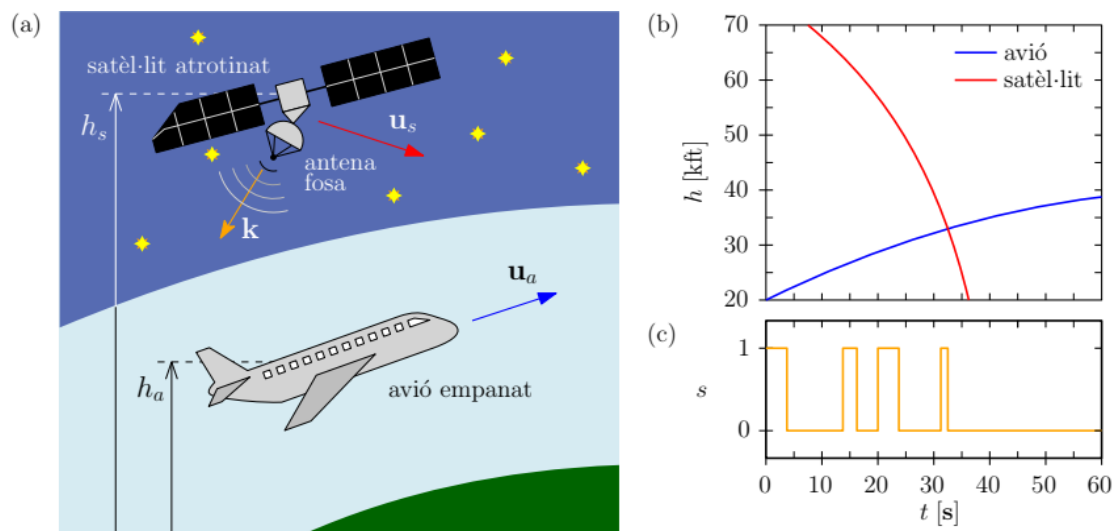 (a)
satèl·lit atrotinat
h_s
u_s
antena
fosa
k
u_a
h_a
avió empanat
(b)
70
60
50
40
30
20
h [kft]
avió
satèl·lit
(c)
1
0
s
0 10 20 30 40 50 60
t [s]